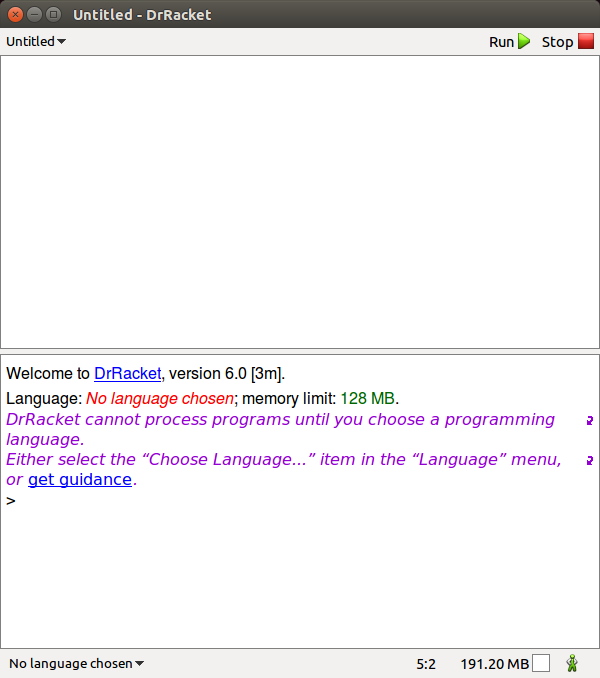 Untitled - DrRacket
Untitled
Run
Stop
Welcome to DrRacket, version 6.0 [3m].
Language: No language chosen; memory limit: 128 MB.
DrRacket cannot process programs until you choose a programming
language.
Either select the “Choose Language...” item in the “Language” menu,
or get guidance.
>
No language chosen
5:2
191.20 MB